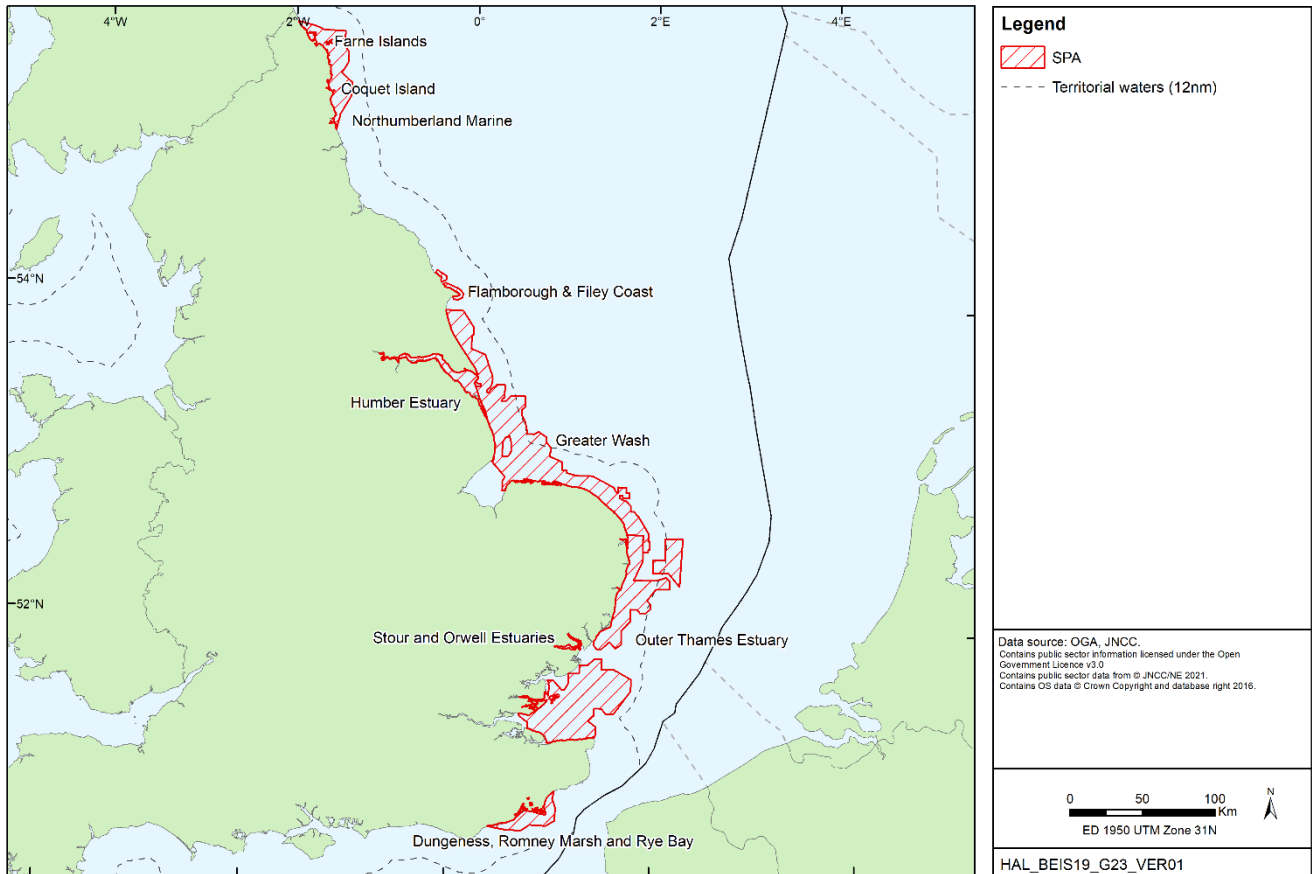 4°W
2°W
0°
2°E
4°E
Farne Islands
Coquet Island
Northumberland Marine
54°N
Flamborough & Filey Coast
Humber Estuary
Greater Wash
52°N
Stour and Orwell Estuaries
Outer Thames Estuary
Dungeness, Romney Marsh and Rye Bay
Legend
SPA
Territorial waters (12nm)
Data source: OGA, JNCC.
Contains public sector information licensed under the Open
Government Licence v3.0
Contains public sector data from © JNCC/NE 2021.
Contains OS data © Crown Copyright and database right 2016.
0 50 100
Km
N
ED 1950 UTM Zone 31N
HAL_BEIS19_G23_VER01